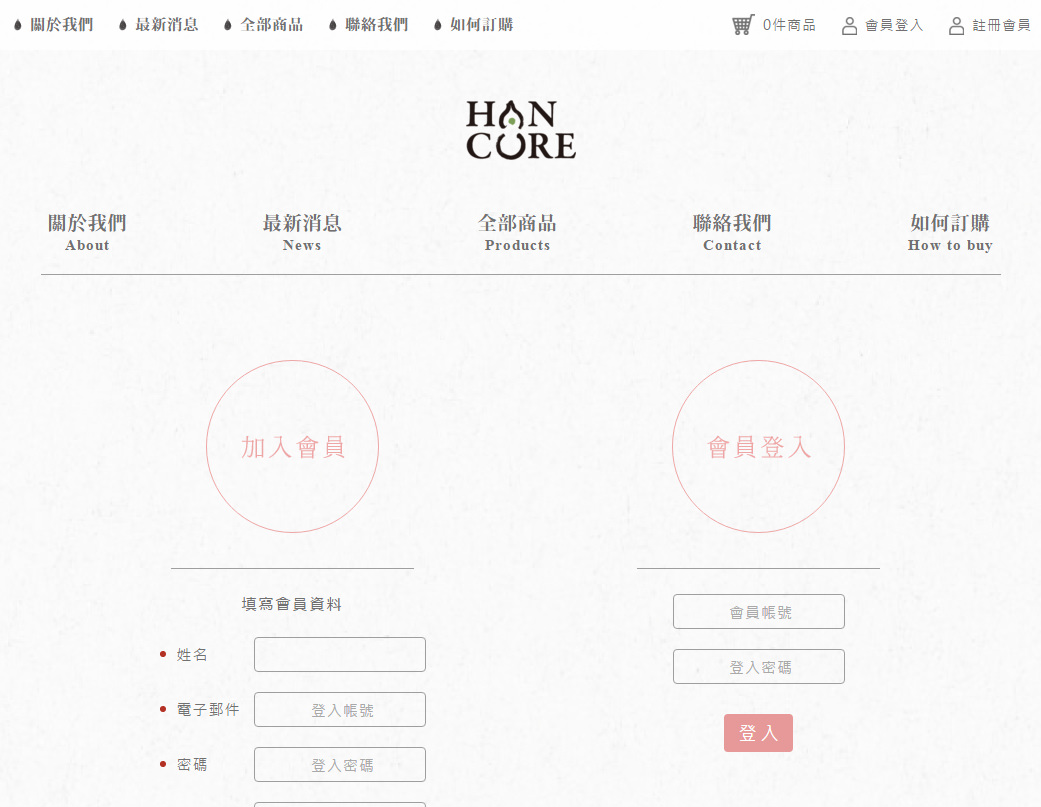 關於我們 最新消息 全部商品 聯絡我們 如何訂購 0件商品 會員登入 註冊會員
HAN
CURE
關於我們 最新消息 全部商品 聯絡我們 如何訂購
About News Products Contact How to buy
加入會員 會員登入
填寫會員資料
會員帳號
姓名
登入密碼
電子郵件 登入帳號
登入
密碼 登入密碼